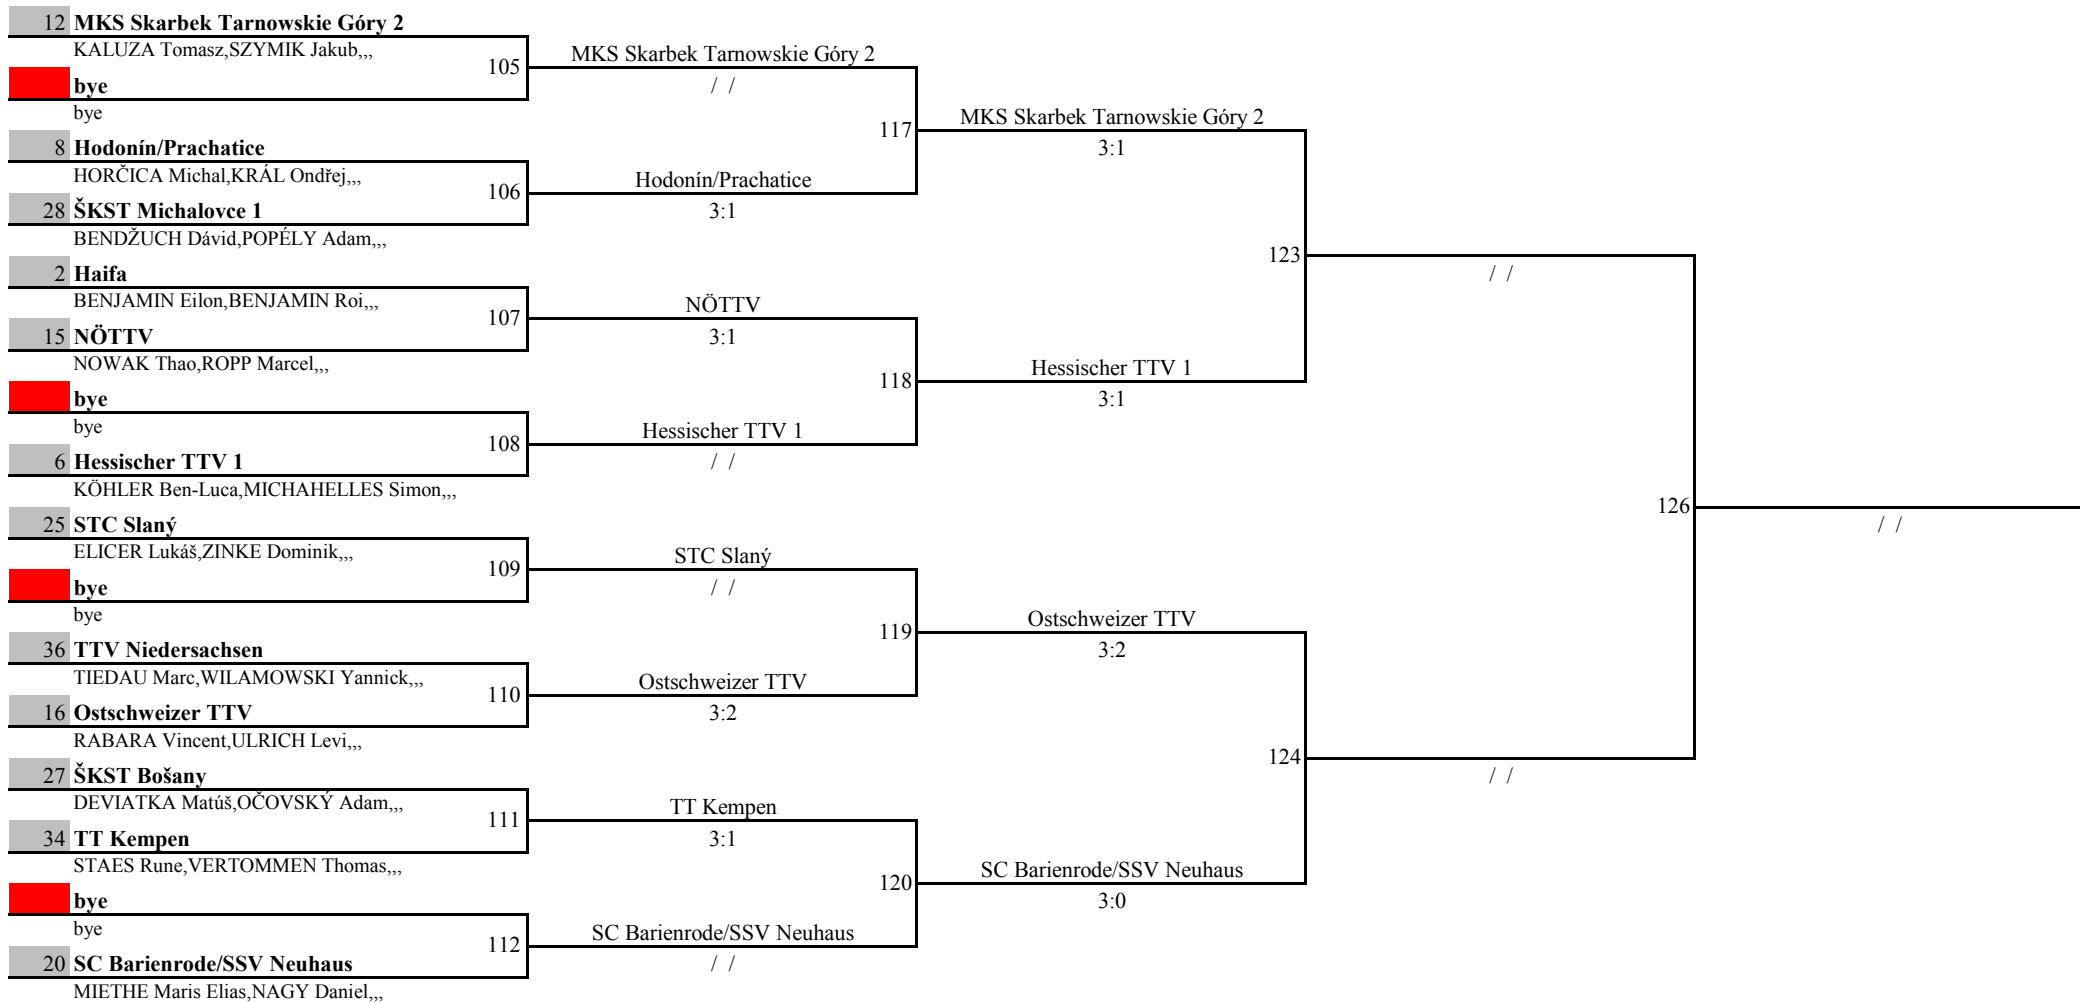 12 MKS Skarbek Tarnowskie Góry 2
KALUZA Tomasz,SZYMIK Jakub,,,
105
bye
bye
8 Hodonín/Prachatice
HORČICA Michal,KRÁL Ondřej,,,
106
28 ŠKST Michalovce 1
BENDŽUCH Dávid,POPÉLY Adam,,,
2 Haifa
BENJAMIN Eilon,BENJAMIN Roi,,,
107
15 NÖTTV
NOWAK Thao,ROPP Marcel,,,
bye
bye
108
6 Hessischer TTV 1
KÖHLER Ben-Luca,MICHAHELLES Simon,,,
25 STC Slaný
ELICER Lukáš,ZINKE Dominik,,,
109
bye
bye
36 TTV Niedersachsen
TIEDAU Marc,WILAMOWSKI Yannick,,,
110
16 Ostschweizer TTV
RABARA Vincent,ULRICH Levi,,,
27 ŠKST Bošany
DEVIATKA Matúš,OČOVSKÝ Adam,,,
111
34 TT Kempen
STAES Rune,VERTOMMEN Thomas,,,
bye
bye
112
20 SC Barienrode/SSV Neuhaus
MIETHE Maris Elias,NAGY Daniel,,,
MKS Skarbek Tarnowskie Góry 2
/ /
117
Hodonín/Prachatice
3:1
NÖTTV
3:1
118
Hessischer TTV 1
/ /
STC Slaný
/ /
119
Ostschweizer TTV
3:2
TT Kempen
3:1
120
SC Barienrode/SSV Neuhaus
/ /
MKS Skarbek Tarnowskie Góry 2
3:1
123
Hessischer TTV 1
3:1
Ostschweizer TTV
3:2
124
SC Barienrode/SSV Neuhaus
3:0
/ /
126
/ /
/ /